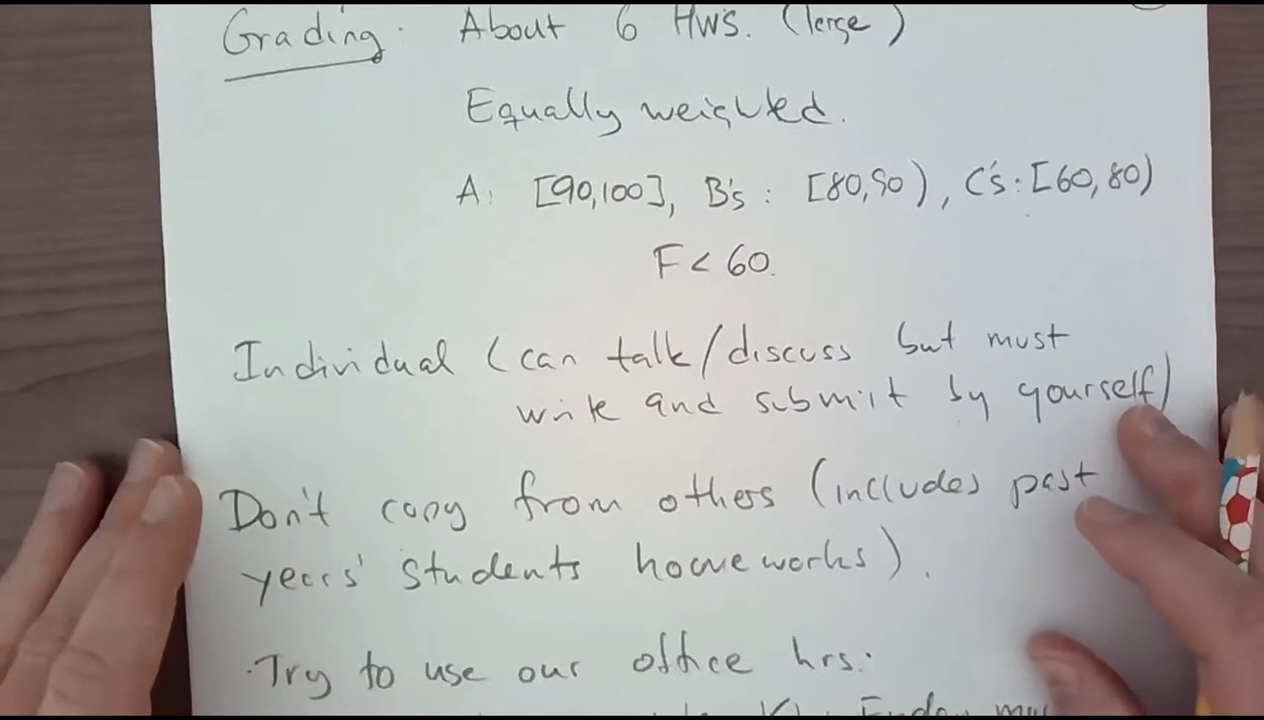 Grading: About 6 HWS. (large)
Equally weighted.
A: [90,100], B's: [80,90), C's: [60,80)
F < 60.
Individual (can talk/discuss but must
write and submit by yourself)
Don't copy from others (includes past
years' students homeworks).
·Try to use our office hrs.